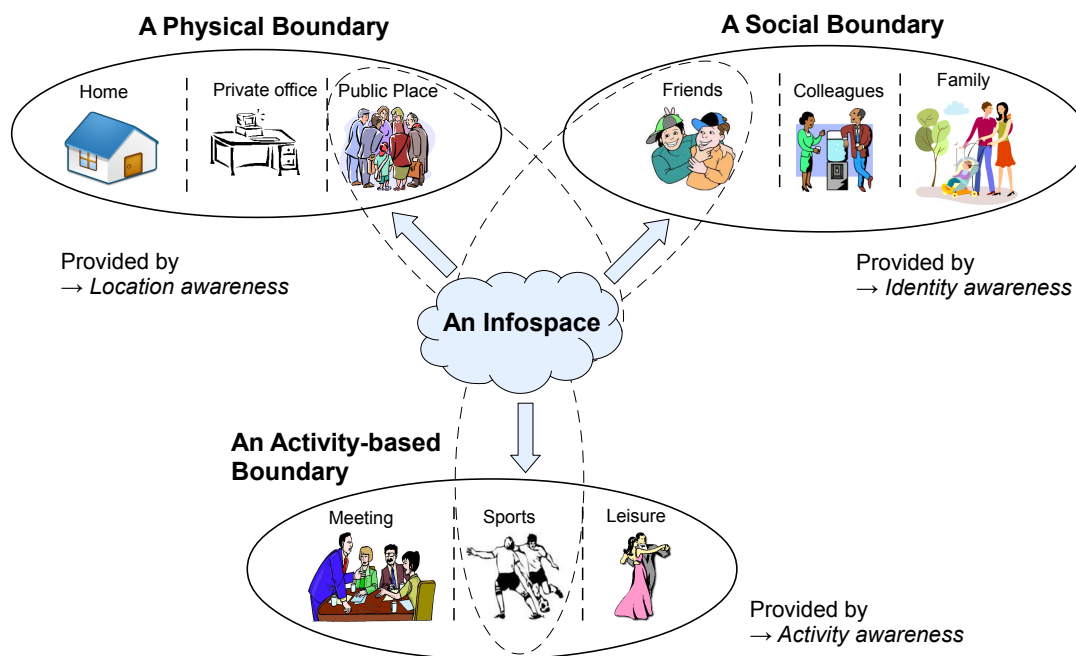 A Physical Boundary
A Social Boundary
Home
Private office
Public Place
Friends
Colleagues
Family
Provided by
→ Location awareness
Provided by
→ Identity awareness
An Infospace
An Activity-based
Boundary
Meeting
Sports
Leisure
Provided by
→ Activity awareness